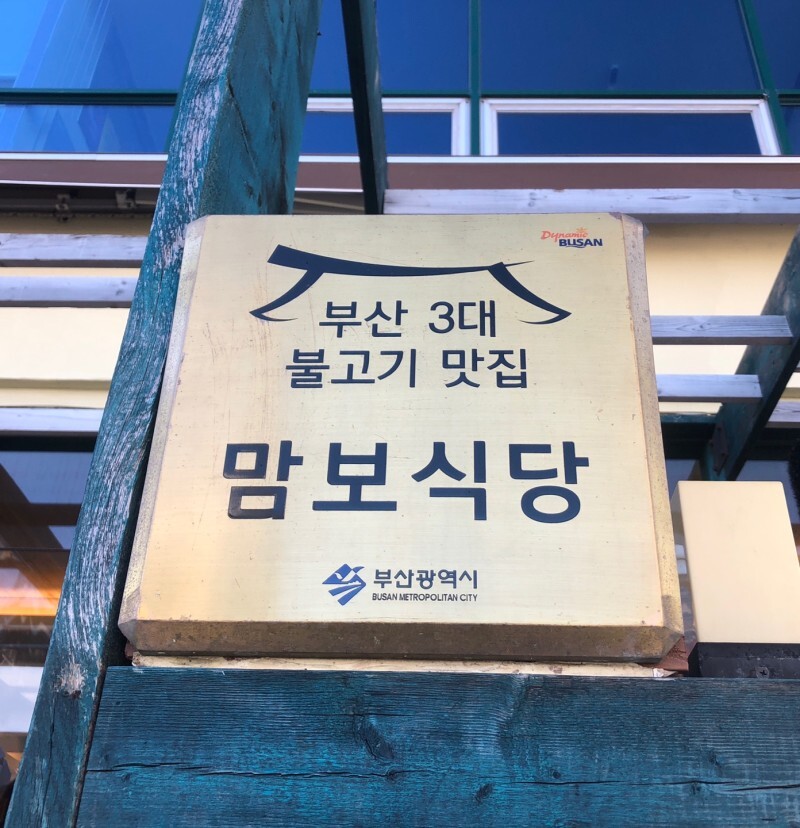 Dynamic
BUSAN
부산 3대
불고기 맛집
맘보식당
부산광역시
BUSAN METROPOLITAN CITY